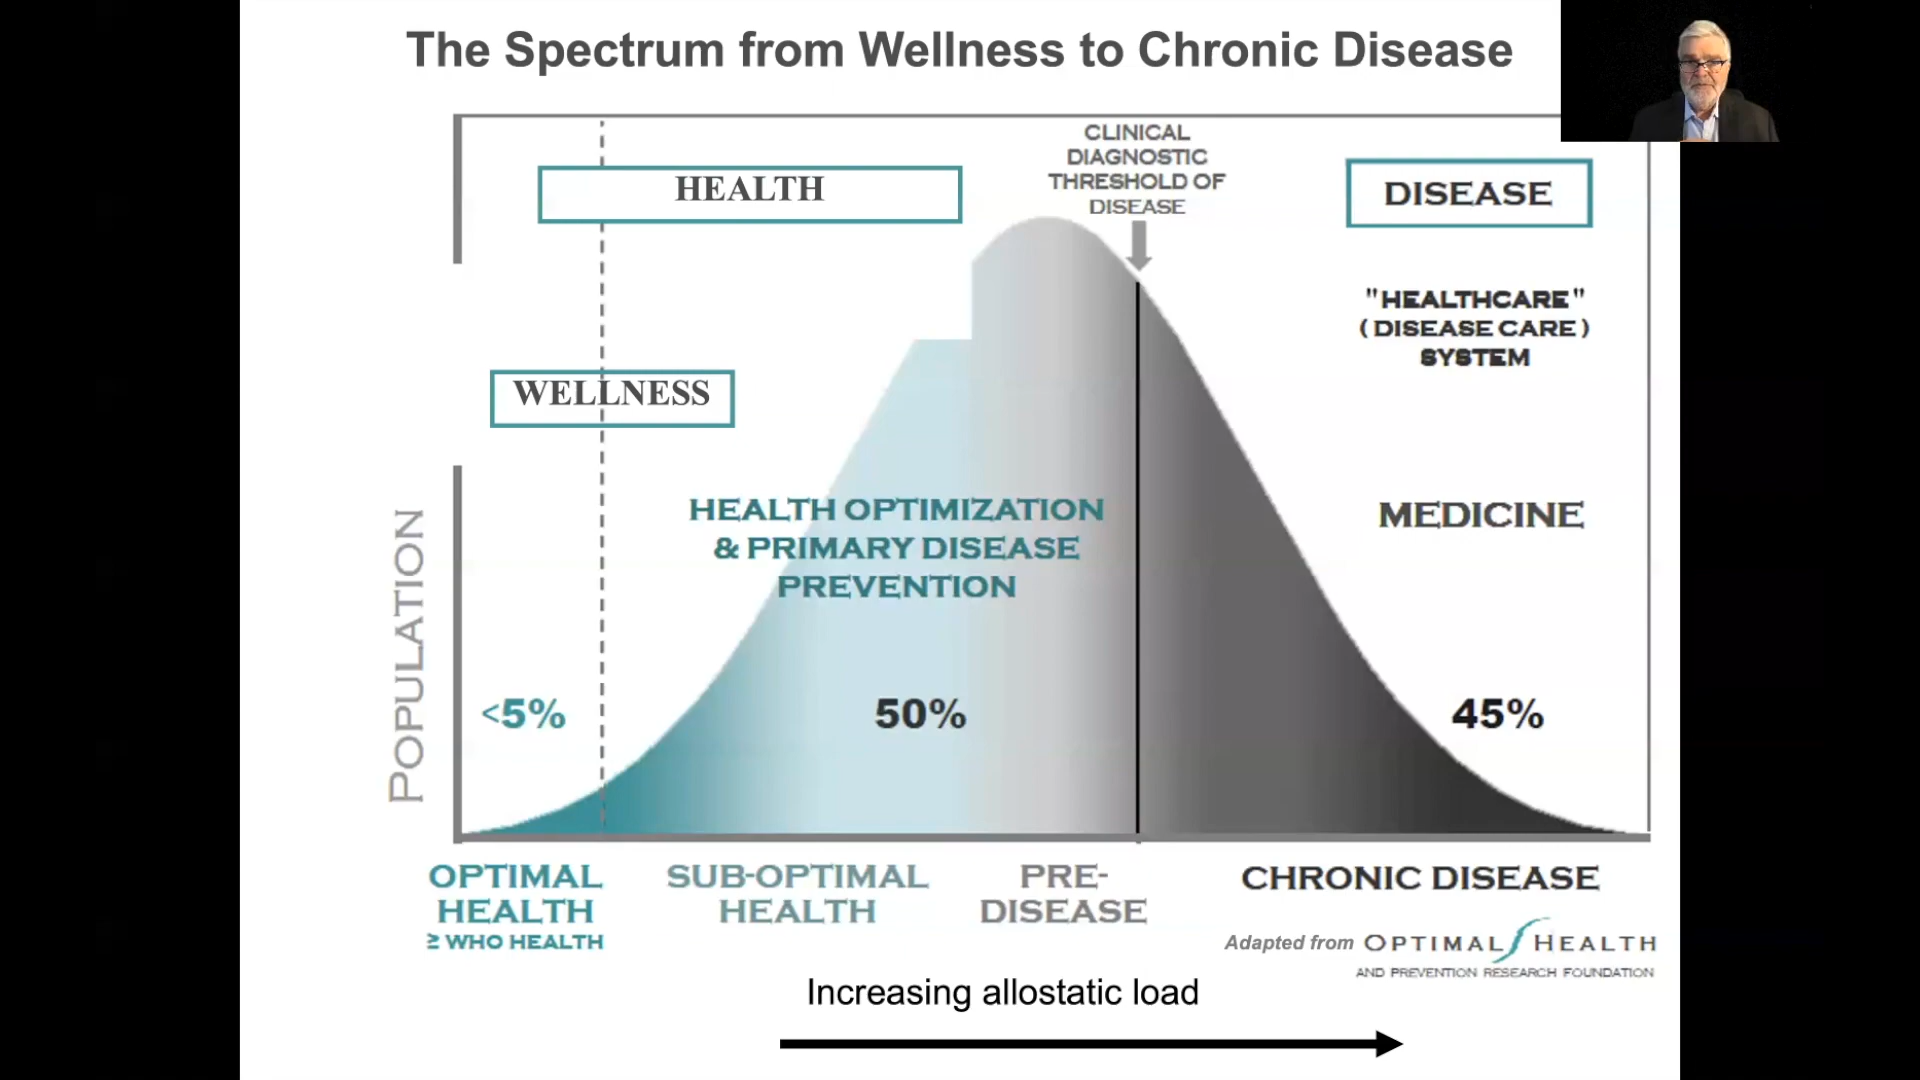 The Spectrum from Wellness to Chronic Disease
CLINICAL
DIAGNOSTIC
THRESHOLD OF
DISEASE
HEALTH
DISEASE
"HEALTHCARE"
(DISEASE CARE)
SYSTEM
WELLNESS
HEALTH OPTIMIZATION
& PRIMARY DISEASE
PREVENTION
MEDICINE
POPULATION
<5%
50%
45%
OPTIMAL
HEALTH
≥ WHO HEALTH
SUB-OPTIMAL
HEALTH
PRE-
DISEASE
CHRONIC DISEASE
Adapted from OPTIMAL HEALTH
AND PREVENTION RESEARCH FOUNDATION
Increasing allostatic load